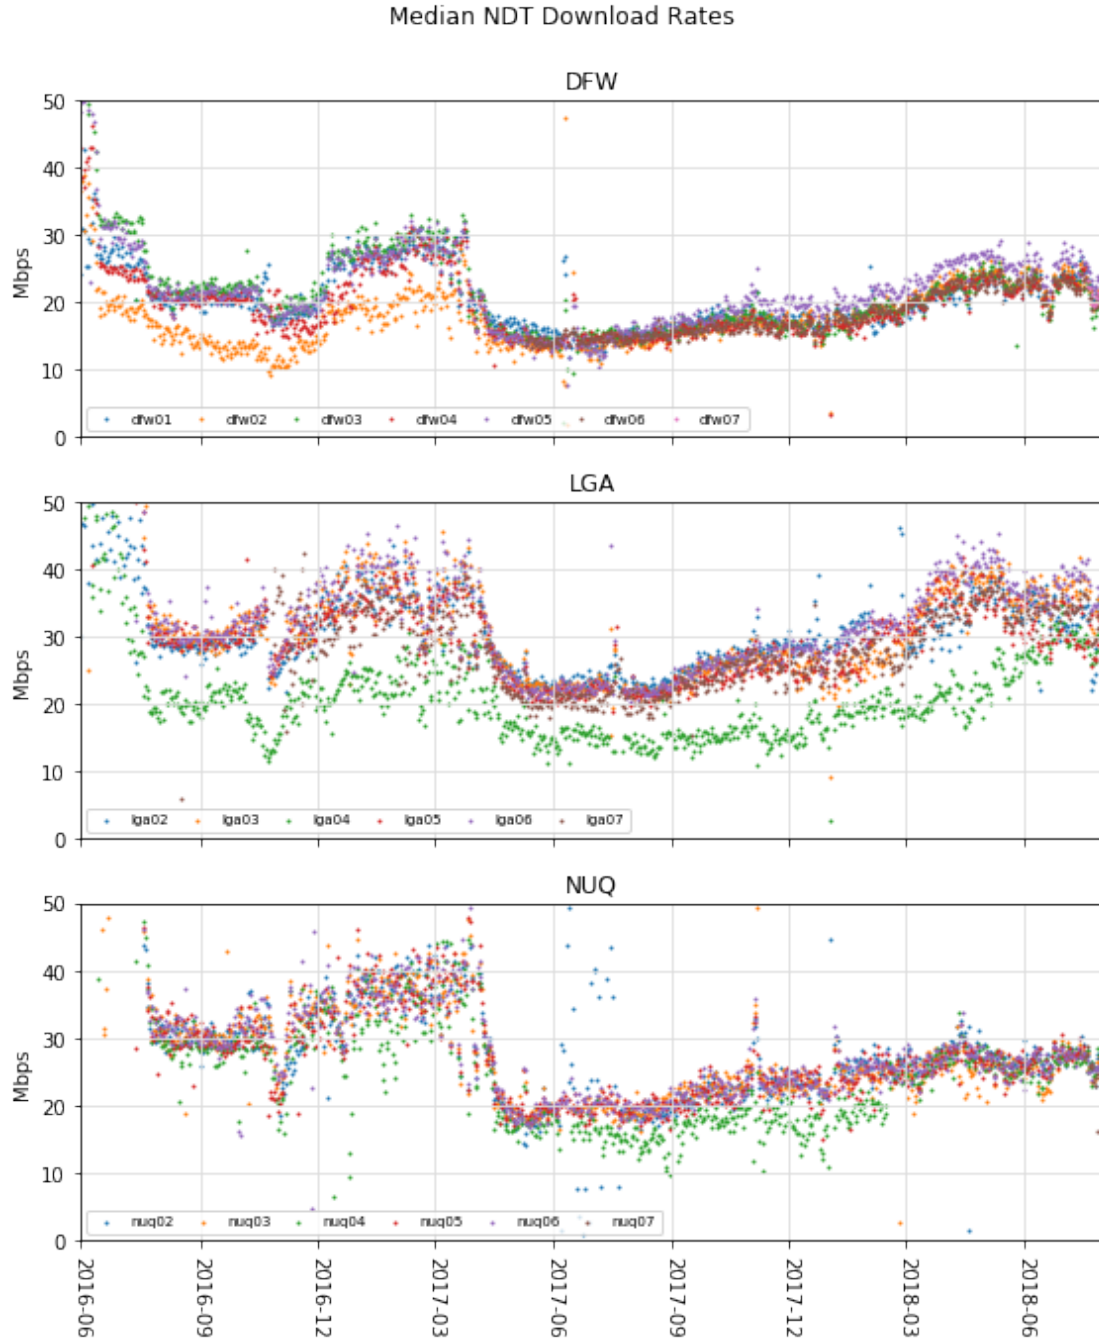 Median NDT Download Rates
DFW
50
40
30
20
10
0
Mbps
dfw01 dfw02 dfw03 dfw04 dfw05 dfw06 dfw07
LGA
50
40
30
20
10
0
Mbps
lga02 lga03 lga04 lga05 lga06 lga07
NUQ
50
40
30
20
10
0
Mbps
nuq02 nuq03 nuq04 nuq05 nuq06 nuq07
2016-06 2016-09 2016-12 2017-03 2017-06 2017-09 2017-12 2018-03 2018-06